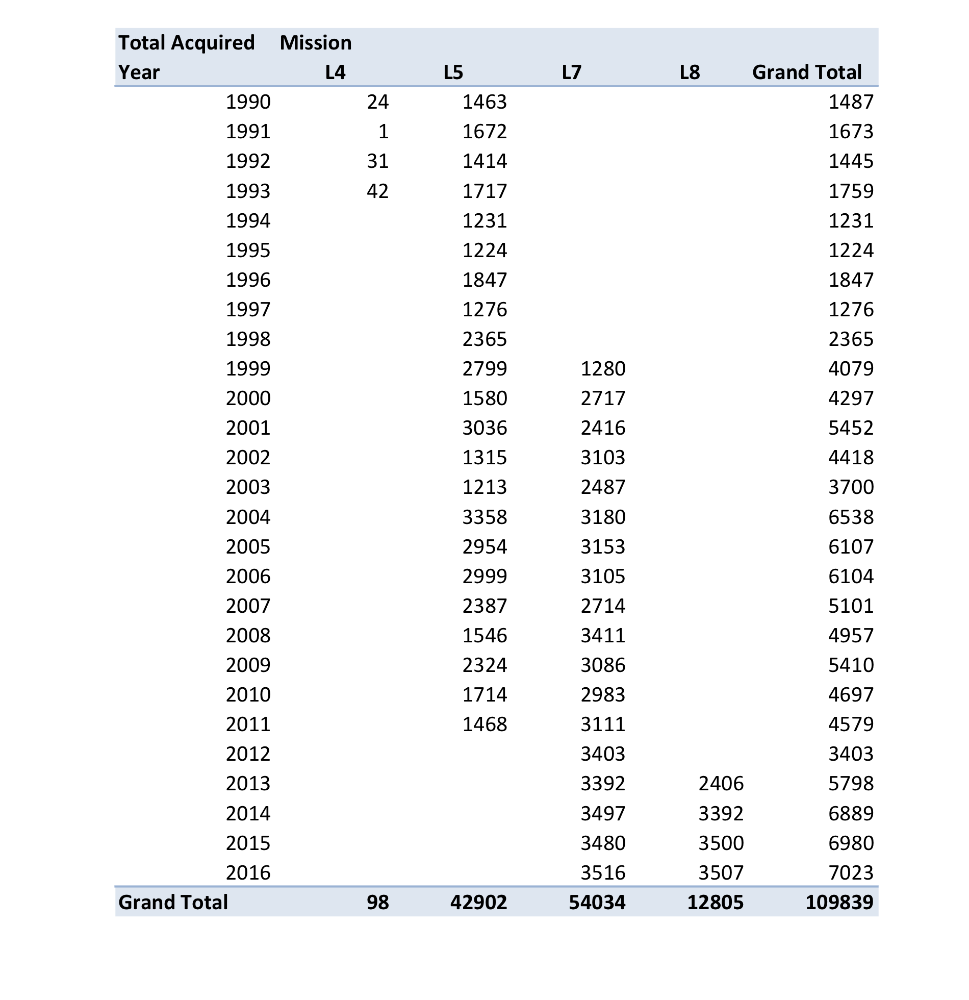 Total Acquired Mission
Year L4 L5 L7 L8 Grand Total
1990 24 1463 1487
1991 1 1672 1673
1992 31 1414 1445
1993 42 1717 1759
1994 1231 1231
1995 1224 1224
1996 1847 1847
1997 1276 1276
1998 2365 2365
1999 2799 1280 4079
2000 1580 2717 4297
2001 3036 2416 5452
2002 1315 3103 4418
2003 1213 2487 3700
2004 3358 3180 6538
2005 2954 3153 6107
2006 2999 3105 6104
2007 2387 2714 5101
2008 1546 3411 4957
2009 2324 3086 5410
2010 1714 2983 4697
2011 1468 3111 4579
2012 3403 3403
2013 3392 2406 5798
2014 3497 3392 6889
2015 3480 3500 6980
2016 3516 3507 7023
Grand Total 98 42902 54034 12805 109839